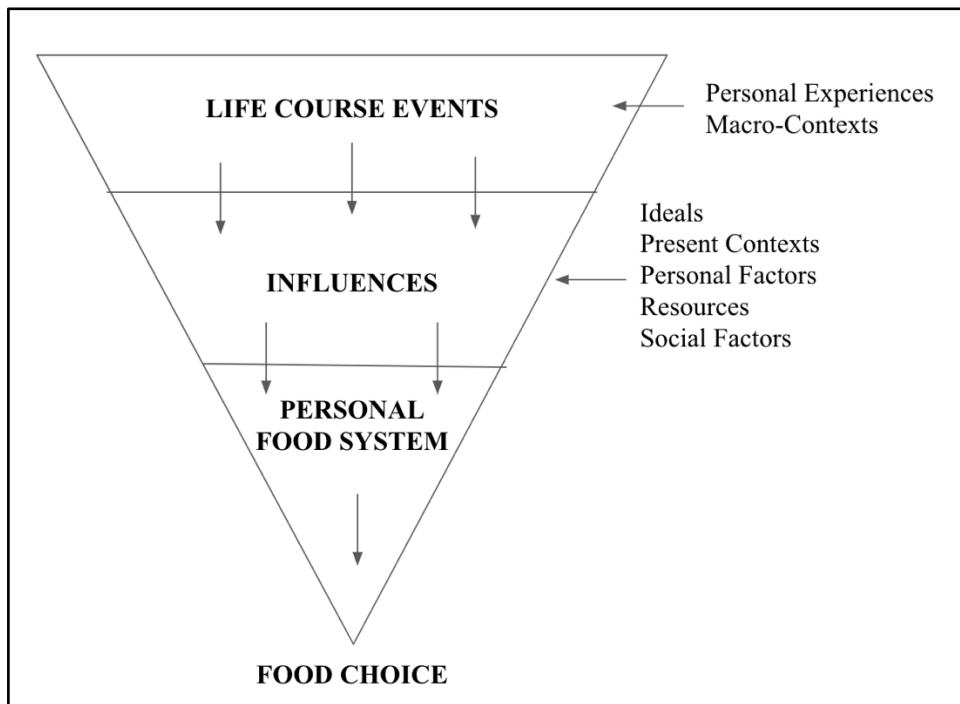 LIFE COURSE EVENTS
Personal Experiences
Macro-Contexts
INFLUENCES
Ideals
Present Contexts
Personal Factors
Resources
Social Factors
PERSONAL
FOOD SYSTEM
FOOD CHOICE